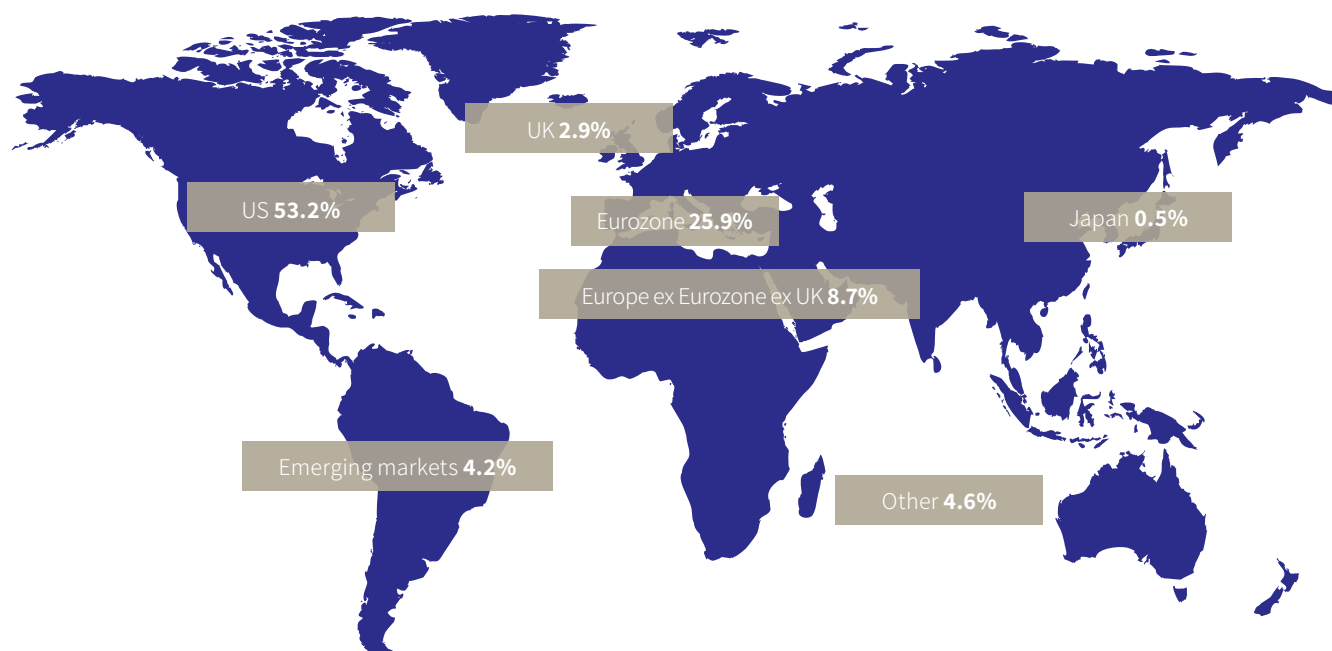 UK 2.9%
US 53.2%
Eurozone 25.9%
Japan 0.5%
Europe ex Eurozone ex UK 8.7%
Emerging markets 4.2%
Other 4.6%